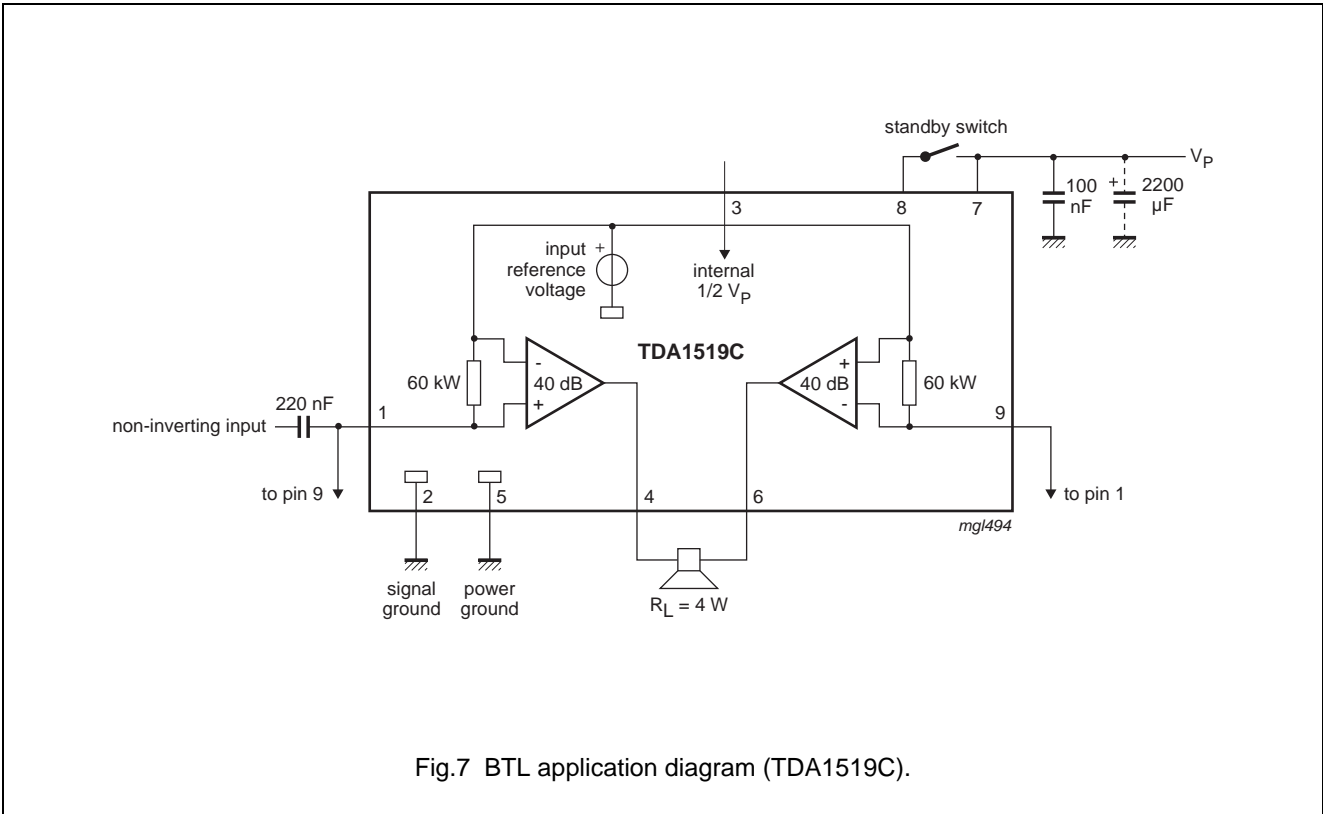 standby switch
V_P
100 nF
+
2200 µF
3
8
7
input reference voltage
+
internal 1/2 V_P
TDA1519C
-
40 dB
+
60 kW
+
40 dB
-
60 kW
220 nF
non-inverting input
1
9
to pin 9
to pin 1
2
5
4
6
mgl494
signal ground
power ground
R_L = 4 W
Fig.7 BTL application diagram (TDA1519C).